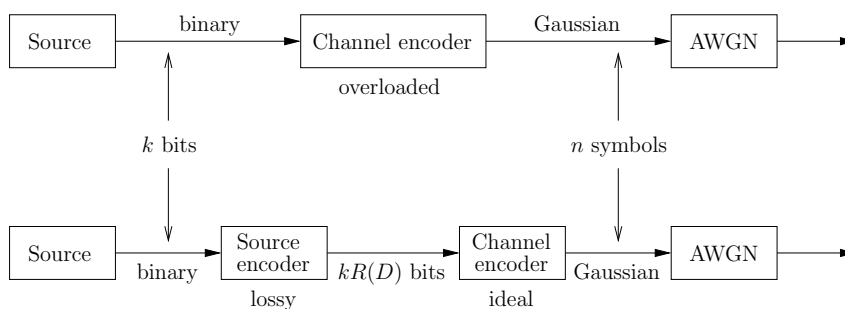 binary
Gaussian
Source
Channel encoder
AWGN
overloaded
k bits
n symbols
Source
Source
encoder
Channel
encoder
AWGN
binary
kR(D) bits
Gaussian
lossy
ideal